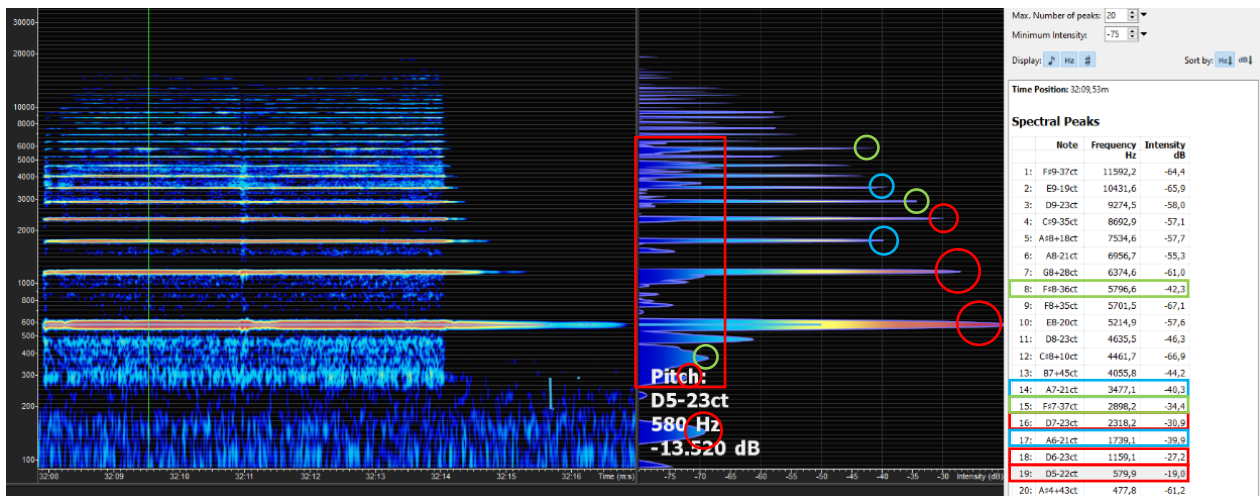 Max. Number of peaks: 20
Minimum Intensity: -75
Display: ♪ Hz # Sort by: Hz↓ dB↓
Time Position: 32:09,53m
Spectral Peaks
Note Frequency Hz Intensity dB
1: F#9-37ct 11592,2 -64,4
2: E9-19ct 10431,6 -65,9
3: D9-23ct 9274,5 -58,0
4: C#9-35ct 8692,9 -57,1
5: A#8+18ct 7534,6 -57,7
6: A8-21ct 6956,7 -55,3
7: G8+28ct 6374,6 -61,0
8: F#8-36ct 5796,6 -42,3
9: F8+35ct 5701,5 -67,1
10: E8-20ct 5214,9 -57,6
11: D8-23ct 4635,5 -46,3
12: C#8+10ct 4461,7 -66,9
13: B7+45ct 4055,8 -44,2
14: A7-21ct 3477,1 -40,3
15: F#7-37ct 2898,2 -34,4
16: D7-23ct 2318,2 -30,9
17: A6-21ct 1739,1 -39,9
18: D6-23ct 1159,1 -27,2
19: D5-22ct 579,9 -19,0
20: A#4+43ct 477,8 -61,2
30000
20000
10000
8000
6000
5000
4000
3000
2000
1000
800
600
500
400
300
200
100
Pitch:
D5-23ct
580 Hz
-13.520 dB
32:08 32:09 32:10 32:11 32:12 32:13 32:14 32:15 32:16 Time (m:s)
-75 -70 -65 -60 -55 -50 -45 -40 -35 -30 Intensity (dB)